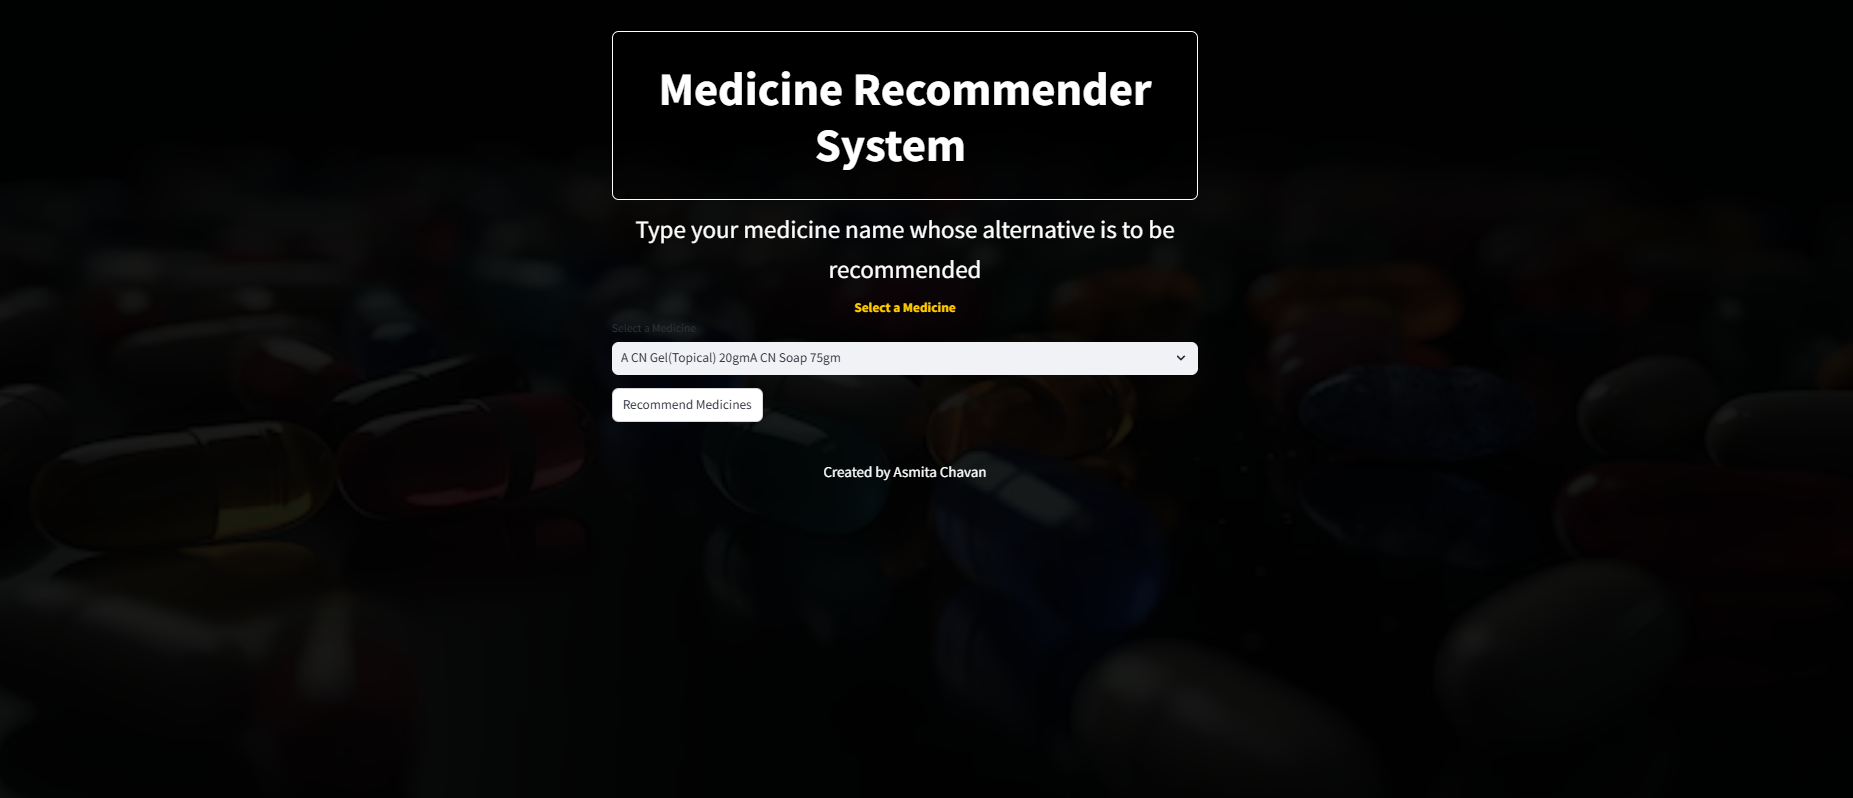 Medicine Recommender
System
Type your medicine name whose alternative is to be
recommended
Select a Medicine
Select a Medicine
A CN Gel(Topical) 20gmA CN Soap 75gm
Recommend Medicines
Created by Asmita Chavan